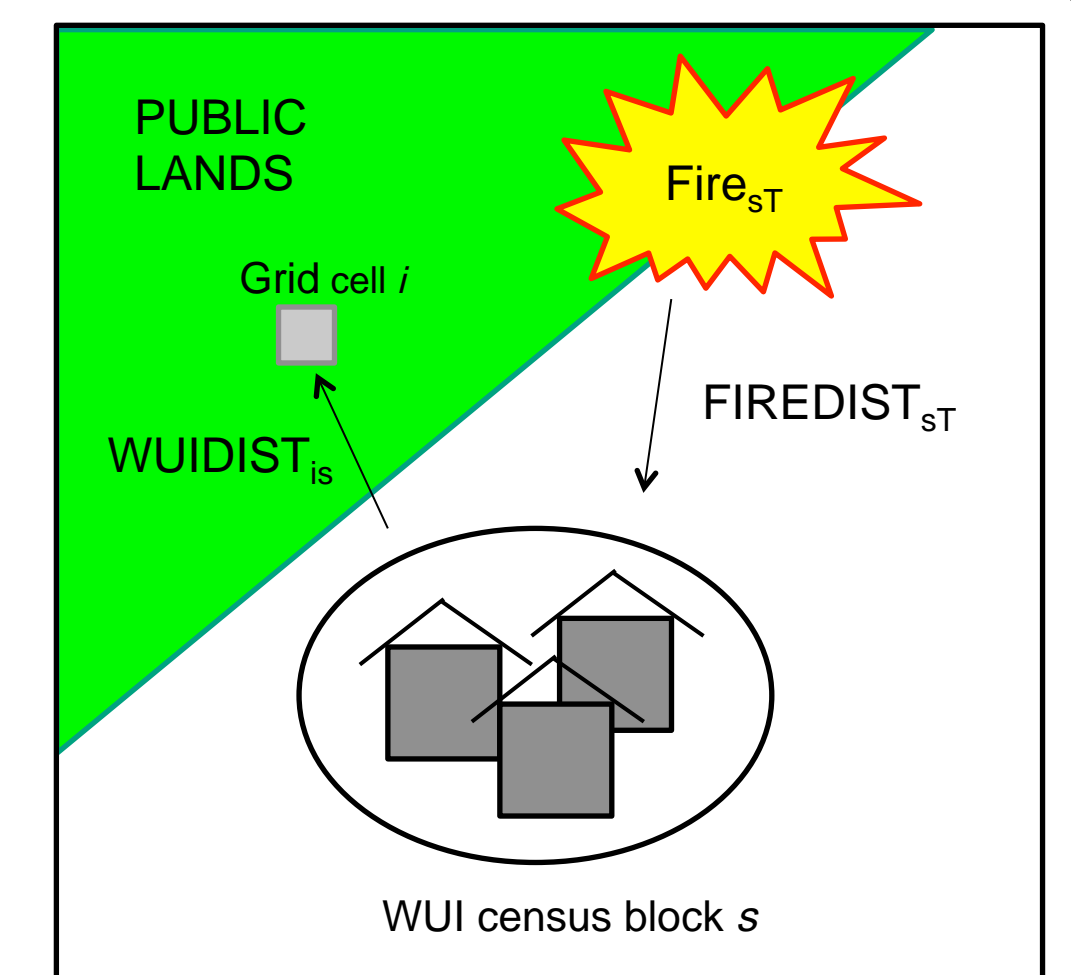 PUBLIC
LANDS
Fire_sT
Grid cell i
FIREDIST_sT
WUIDIST_is
WUI census block s